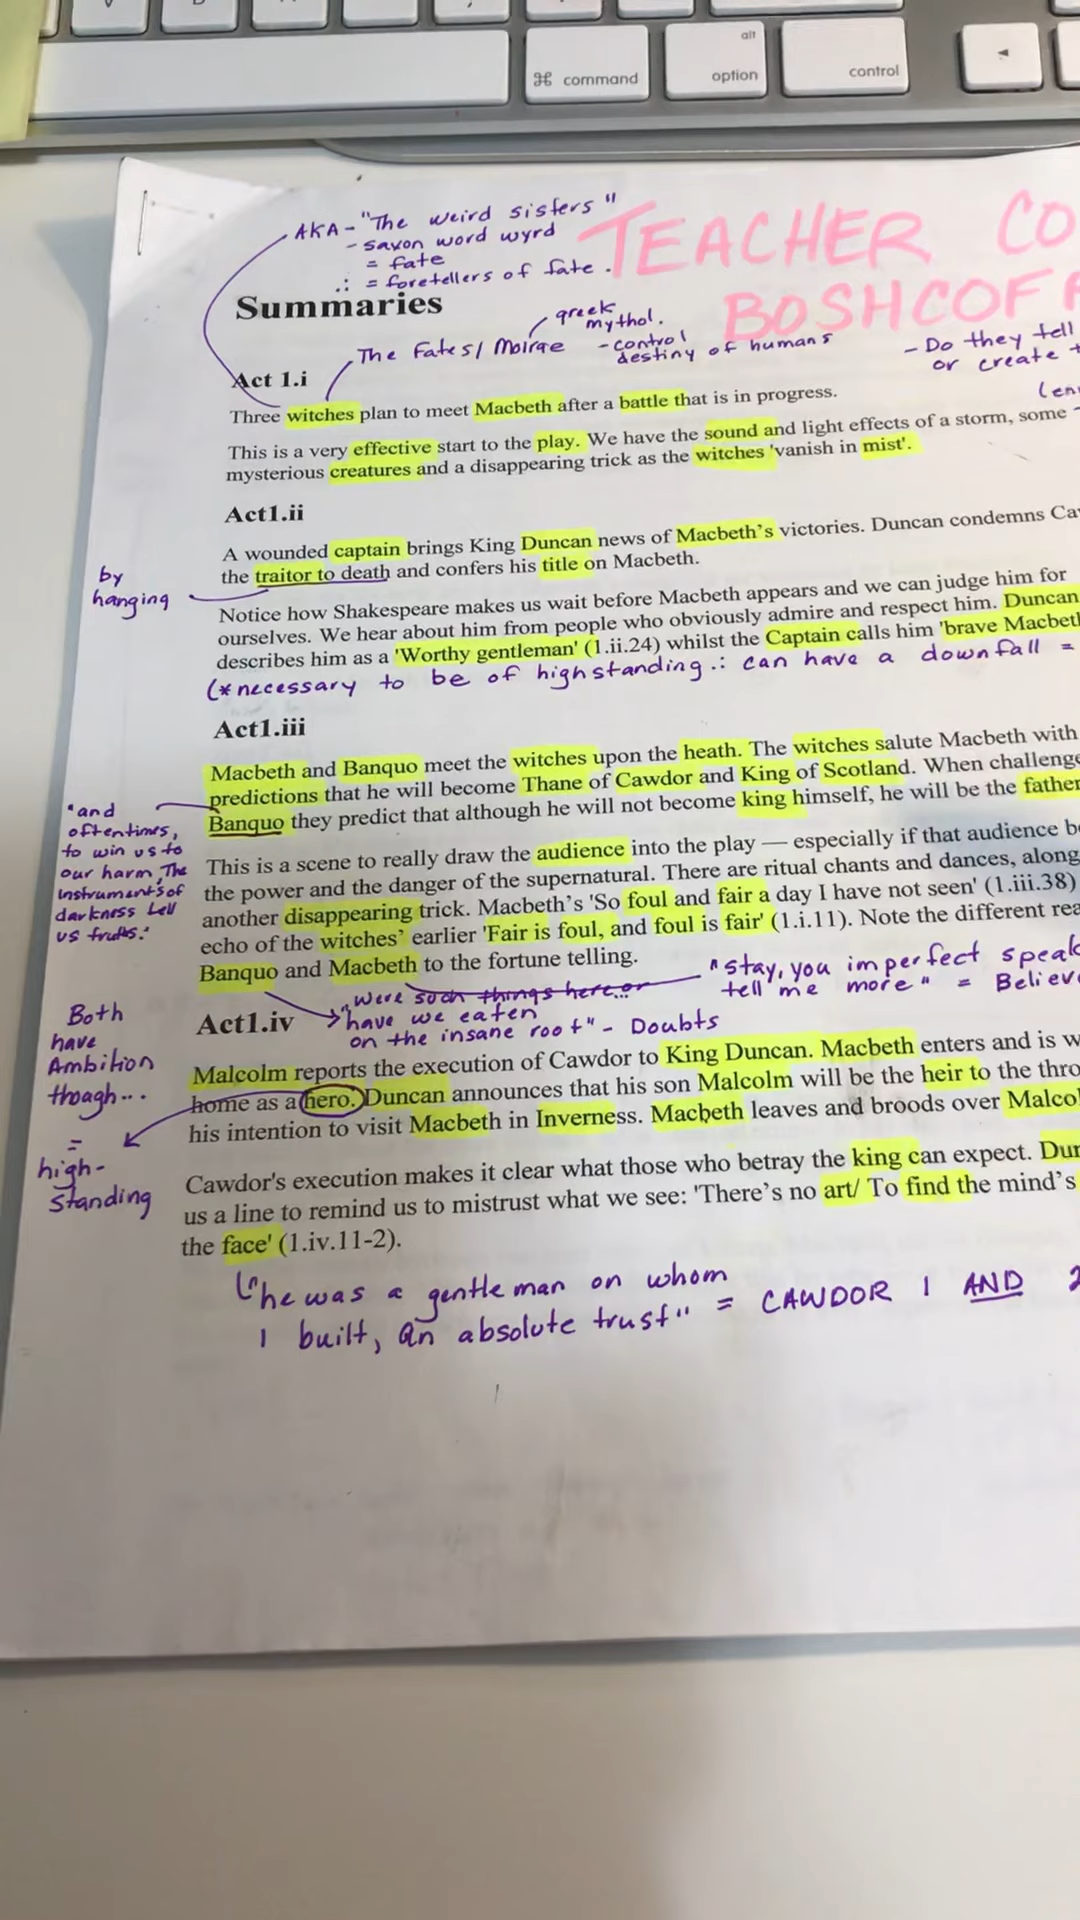 alt
⌘ command
option
control
AKA - "The weird sisters"
- saxon word wyrd
= fate
∴ = foretellers of fate.
TEACHER CO
BOSHCOFF
Summaries
greek
mythol.
The Fates/ Moirae
- control
destiny of humans
- Do they tell
or create
Act 1.i
Three witches plan to meet Macbeth after a battle that is in progress.
This is a very effective start to the play. We have the sound and light effects of a storm, some
mysterious creatures and a disappearing trick as the witches 'vanish in mist'.
Act1.ii
A wounded captain brings King Duncan news of Macbeth's victories. Duncan condemns Ca
the traitor to death and confers his title on Macbeth.
by
hanging
Notice how Shakespeare makes us wait before Macbeth appears and we can judge him for
ourselves. We hear about him from people who obviously admire and respect him. Duncan
describes him as a 'Worthy gentleman' (1.ii.24) whilst the Captain calls him 'brave Macbet
(*necessary to be of highstanding ∴ can have a downfall =
Act1.iii
Macbeth and Banquo meet the witches upon the heath. The witches salute Macbeth with
predictions that he will become Thane of Cawdor and King of Scotland. When challenge
Banquo they predict that although he will not become king himself, he will be the father
"and
oftentimes,
to win us to
our harm, The
instruments of
darkness tell
us truths."
This is a scene to really draw the audience into the play — especially if that audience b
the power and the danger of the supernatural. There are ritual chants and dances, along
another disappearing trick. Macbeth's 'So foul and fair a day I have not seen' (1.iii.38)
echo of the witches' earlier 'Fair is foul, and foul is fair' (1.i.11). Note the different rea
Banquo and Macbeth to the fortune telling.
"stay, you imperfect speak
tell me more" = Believ
"were such things here...or
have we eaten
on the insane root" - Doubts
Act1.iv
Both
have
Ambition
though...
=
high-
standing
Malcolm reports the execution of Cawdor to King Duncan. Macbeth enters and is w
home as a hero. Duncan announces that his son Malcolm will be the heir to the thro
his intention to visit Macbeth in Inverness. Macbeth leaves and broods over Malco
Cawdor's execution makes it clear what those who betray the king can expect. Dun
us a line to remind us to mistrust what we see: 'There's no art/ To find the mind's
the face' (1.iv.11-2).
"he was a gentleman on whom
I built, an absolute trust" = CAWDOR 1 AND 2